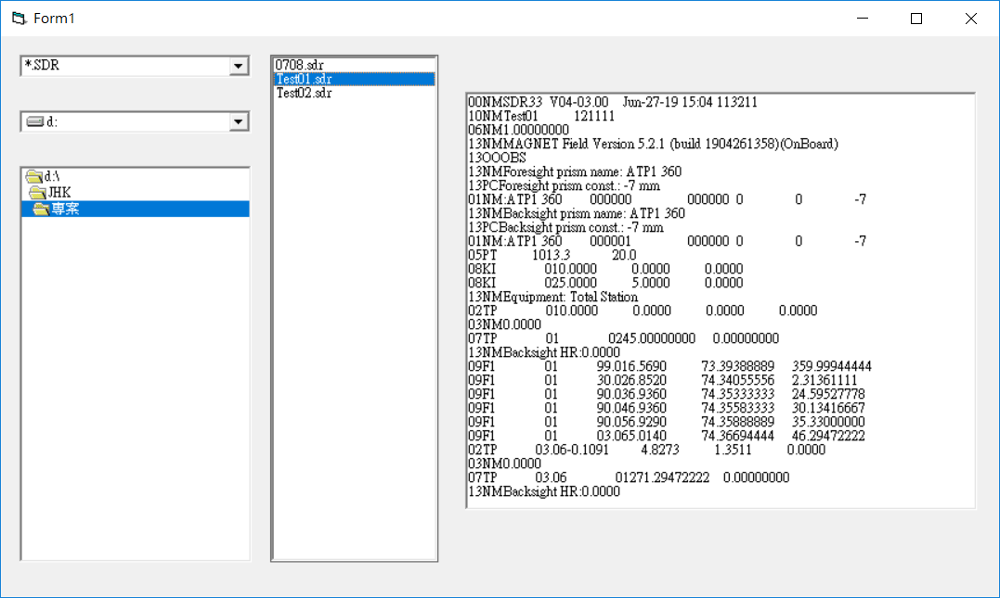 Form1
*.SDR
d:
d:\
JHK
專案
0708.sdr
Test01.sdr
Test02.sdr
00NMSDR33  V04-03.00    Jun-27-19 15:04 113211
10NMTest01          121111
06NM1.00000000
13NMMAGNET Field Version 5.2.1 (build 1904261358)(OnBoard)
13OOOBS
13NMForesight prism name: ATP1 360
13PCForesight prism const.: -7 mm
01NM:ATP1 360        000000                000000  0               0               -7
13NMBacksight prism name: ATP1 360
13PCBacksight prism const.: -7 mm
01NM:ATP1 360        000001                000000  0               0               -7
05PT          1013.3            20.0
08KI              010.0000          0.0000          0.0000
08KI              025.0000          5.0000          0.0000
13NMEquipment: Total Station
02TP              010.0000          0.0000          0.0000          0.0000
03NM0.0000
07TP              01              0245.00000000     0.00000000
13NMBacksight HR:0.0000
09F1              01           99.016.5690          73.39388889     359.99944444
09F1              01           30.026.8520          74.34055556     2.31361111
09F1              01           90.036.9360          74.35333333     24.59527778
09F1              01           90.046.9360          74.35583333     30.13416667
09F1              01           90.056.9290          74.35888889     35.33000000
09F1              01           03.065.0140          74.36694444     46.29472222
02TP           03.06-0.1091         4.8273          1.3511          0.0000
03NM0.0000
07TP           03.06              01271.29472222    0.00000000
13NMBacksight HR:0.0000